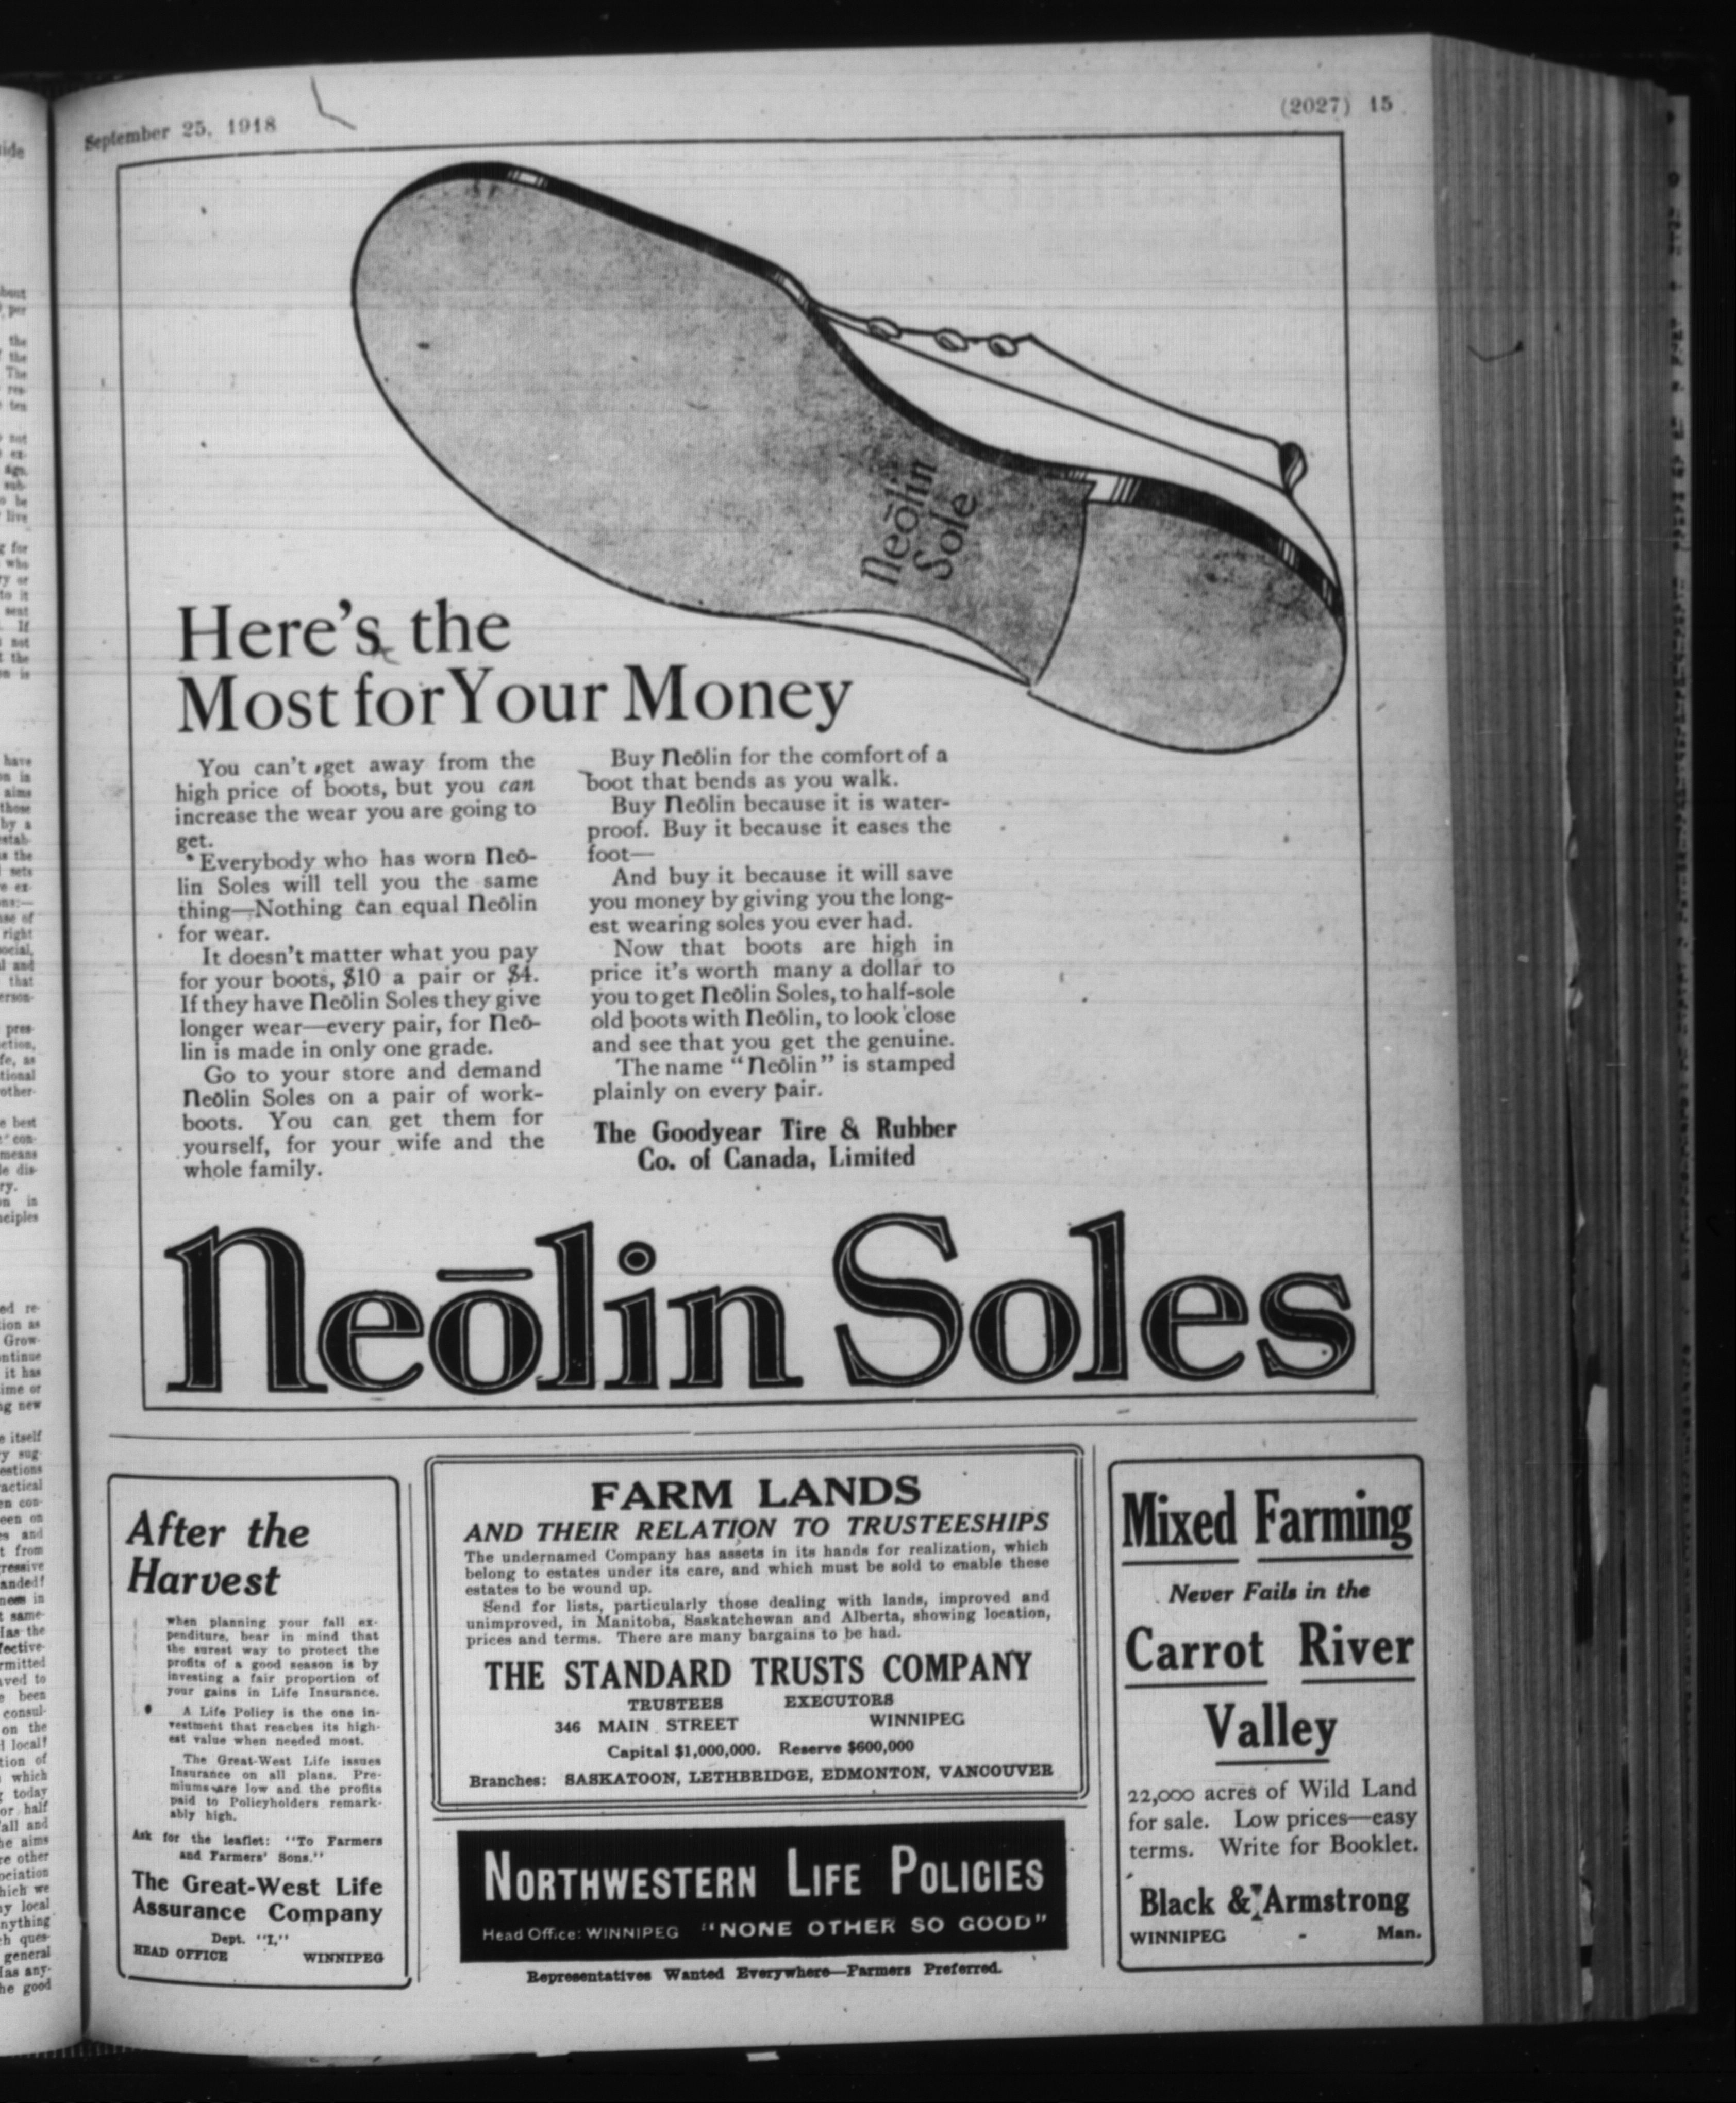 September 25, 1918
(2027) 15
Neōlin
Sole
Here's the
Most for Your Money
You can't get away from the
high price of boots, but you can
increase the wear you are going to
get.
Everybody who has worn Neō-
lin Soles will tell you the same
thing—Nothing can equal Neōlin
for wear.
It doesn't matter what you pay
for your boots, $10 a pair or $4.
If they have Neōlin Soles they give
longer wear—every pair, for Neō-
lin is made in only one grade.
Go to your store and demand
Neōlin Soles on a pair of work-
boots. You can get them for
yourself, for your wife and the
whole family.
Buy Neōlin for the comfort of a
boot that bends as you walk.
Buy Neōlin because it is water-
proof. Buy it because it eases the
foot—
And buy it because it will save
you money by giving you the long-
est wearing soles you ever had.
Now that boots are high in
price it's worth many a dollar to
you to get Neōlin Soles, to half-sole
old boots with Neōlin, to look close
and see that you get the genuine.
The name "Neōlin" is stamped
plainly on every pair.
The Goodyear Tire & Rubber
Co. of Canada, Limited
Neōlin Soles
After the
Harvest
when planning your fall ex-
penditure, bear in mind that
the surest way to protect the
profits of a good season is by
investing a fair proportion of
your gains in Life Insurance.
A Life Policy is the one in-
vestment that reaches its high-
est value when needed most.
The Great-West Life issues
Insurance on all plans. Pre-
miums are low and the profits
paid to Policyholders remark-
ably high.
Ask for the leaflet: "To Farmers
and Farmers' Sons."
The Great-West Life
Assurance Company
Dept. "I."
HEAD OFFICE WINNIPEG
FARM LANDS
AND THEIR RELATION TO TRUSTEESHIPS
The undernamed Company has assets in its hands for realization, which
belong to estates under its care, and which must be sold to enable these
estates to be wound up.
Send for lists, particularly those dealing with lands, improved and
unimproved, in Manitoba, Saskatchewan and Alberta, showing location,
prices and terms. There are many bargains to be had.
THE STANDARD TRUSTS COMPANY
TRUSTEES EXECUTORS
346 MAIN STREET WINNIPEG
Capital $1,000,000. Reserve $600,000
Branches: SASKATOON, LETHBRIDGE, EDMONTON, VANCOUVER
NORTHWESTERN LIFE POLICIES
Head Office: WINNIPEG "NONE OTHER SO GOOD"
Representatives Wanted Everywhere—Farmers Preferred.
Mixed Farming
Never Fails in the
Carrot River
Valley
22,000 acres of Wild Land
for sale. Low prices—easy
terms. Write for Booklet.
Black & Armstrong
WINNIPEG - Man.